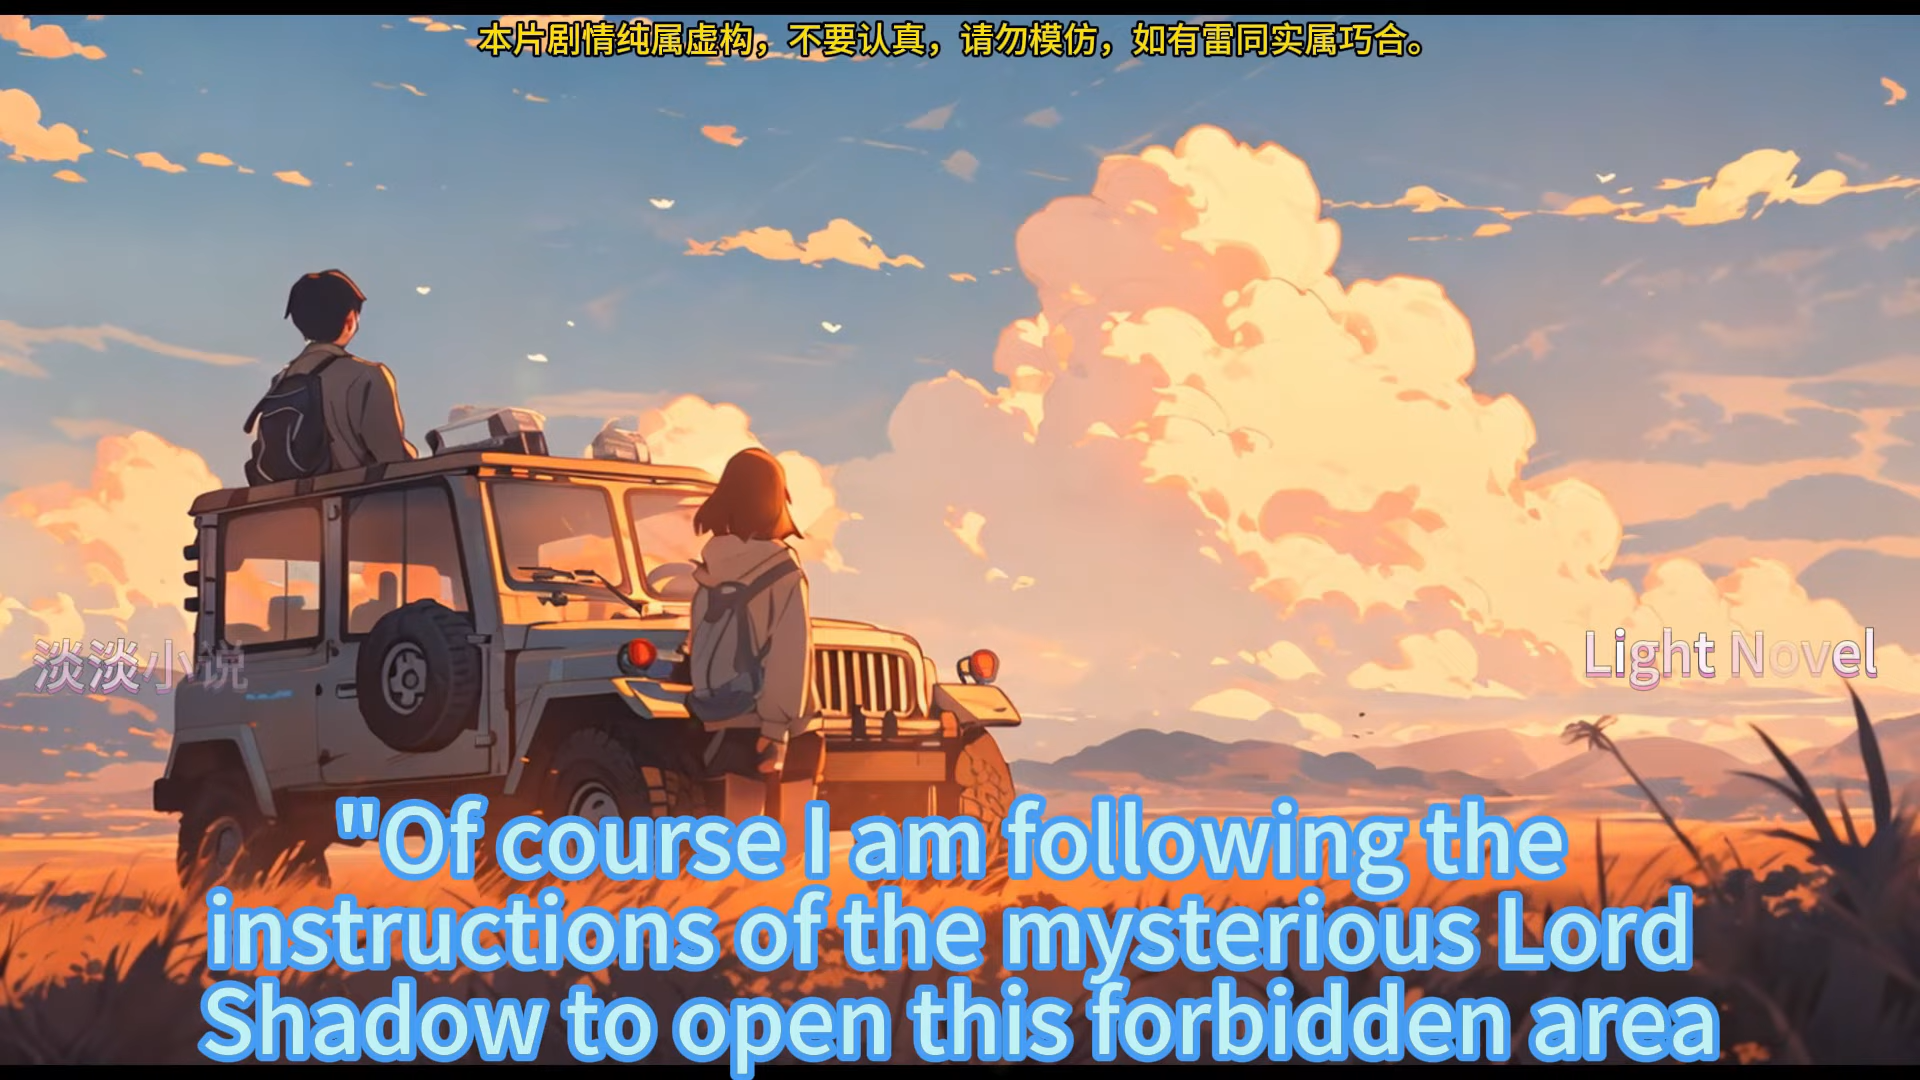 本片剧情纯属虚构，不要认真，请勿模仿，如有雷同实属巧合。
淡淡小说
Light Novel
"Of course I am following the
instructions of the mysterious Lord
Shadow to open this forbidden area